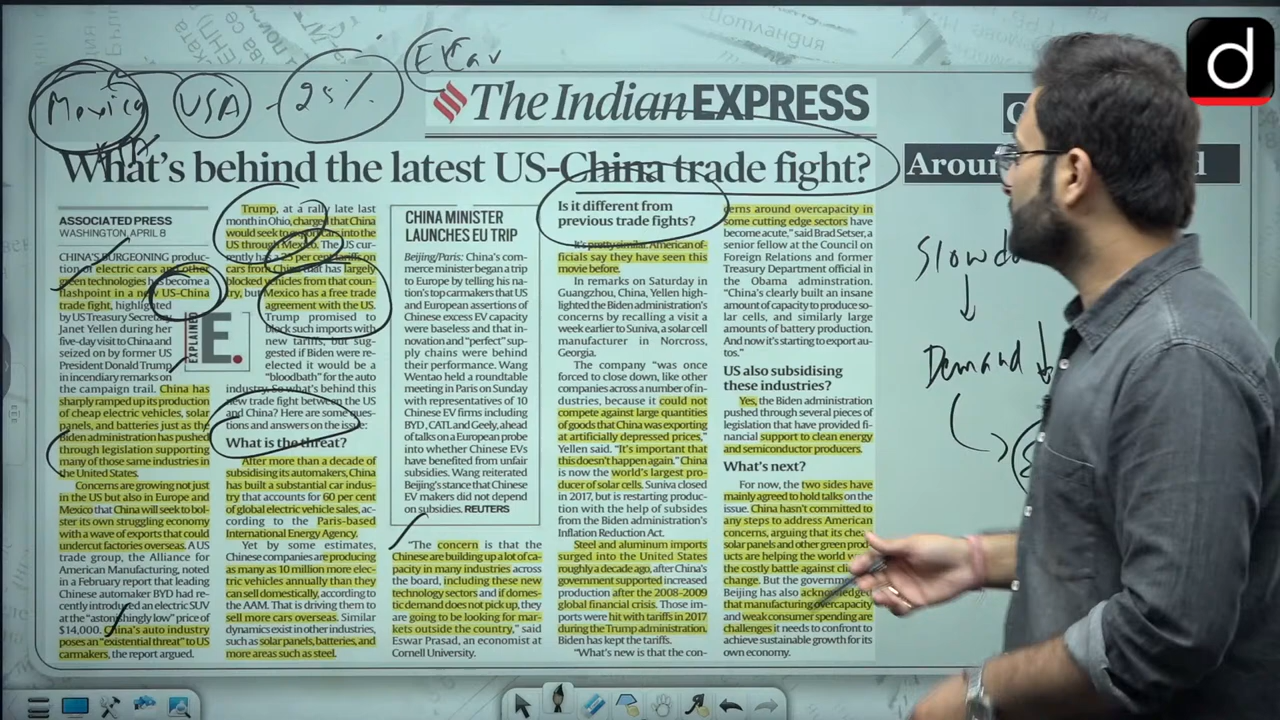 Mexico USA - 25% EV Car
The Indian EXPRESS
What's behind the latest US-China trade fight?
ASSOCIATED PRESS
WASHINGTON, APRIL 8
CHINA'S BURGEONING produc-
tion of electric cars and other
green technologies has become a
flashpoint in a new US-China
trade fight, highlighted
by US Treasury Secretary
Janet Yellen during her
five-day visit to China and
seized on by former US
President Donald Trump
in incendiary remarks on
the campaign trail. China has
sharply ramped up its production
of cheap electric vehicles, solar
panels, and batteries just as the
Biden administration has pushed
through legislation supporting
many of those same industries in
the United States.
Concerns are growing not just
in the US but also in Europe and
Mexico that China will seek to bol-
ster its own struggling economy
with a wave of exports that could
undercut factories overseas. A US
trade group, the Alliance for
American Manufacturing, noted
in a February report that leading
Chinese automaker BYD had re-
cently introduced an electric SUV
at the "astonishingly low" price of
$14,000. China's auto industry
poses an "existential threat" to US
carmakers, the report argued.
EXPLAINED
E.
Trump, at a rally late last
month in Ohio, charged that China
would seek to cars into the
US through Mexico. The US cur-
rently has a 25 per cent tariffs on
cars from China that has largely
blocked vehicles from that coun-
try, but Mexico has a free trade
agreement with the US.
Trump promised to
block such imports with
new tariffs, but sug-
gested if Biden were re-
elected it would be a
"bloodbath" for the auto
industry. So what's behind this
new trade fight between the US
and China? Here are some ques-
tions and answers on the issue:
What is the threat?
After more than a decade of
subsidising its automakers, China
has built a substantial car indus-
try that accounts for 60 per cent
of global electric vehicle sales, ac-
cording to the Paris-based
International Energy Agency.
Yet by some estimates,
Chinese companies are producing
as many as 10 million more elec-
tric vehicles annually than they
can sell domestically, according to
the AAM. That is driving them to
sell more cars overseas. Similar
dynamics exist in other industries,
such as solar panels, batteries, and
more areas such as steel.
CHINA MINISTER
LAUNCHES EU TRIP
Beijing/Paris: China's com-
merce minister began a trip
to Europe by telling his na-
tion's top carmakers that US
and European assertions of
Chinese excess EV capacity
were baseless and that in-
novation and "perfect" sup-
ply chains were behind
their performance. Wang
Wentao held a roundtable
meeting in Paris on Sunday
with representatives of 10
Chinese EV firms including
BYD, CATL and Geely, ahead
of talks on a European probe
into whether Chinese EVs
have benefited from unfair
subsidies. Wang reiterated
Beijing's stance that Chinese
EV makers did not depend
on subsidies. REUTERS
"The concern is that the
Chinese are building up a lot of ca-
pacity in many industries across
the board, including these new
technology sectors and if domes-
tic demand does not pick up, they
are going to be looking for mar-
kets outside the country," said
Eswar Prasad, an economist at
Cornell University.
Is it different from
previous trade fights?
It's pretty similar. American of-
ficials say they have seen this
movie before.
In remarks on Saturday in
Guangzhou, China, Yellen high-
lighted the Biden administration's
concerns by recalling a visit a
week earlier to Suniva, a solar cell
manufacturer in Norcross,
Georgia.
The company "was once
forced to close down, like other
companies across a number of in-
dustries, because it could not
compete against large quantities
of goods that China was exporting
at artificially depressed prices,"
Yellen said. "It's important that
this doesn't happen again." China
is now the world's largest pro-
ducer of solar cells. Suniva closed
in 2017, but is restarting produc-
tion with the help of subsides
from the Biden administration's
Inflation Reduction Act.
Steel and aluminum imports
surged into the United States
roughly a decade ago, after China's
government supported increased
production after the 2008-2009
global financial crisis. Those im-
ports were hit with tariffs in 2017
during the Trump administration.
Biden has kept the tariffs.
"What's new is that the con-
cerns around overcapacity in
some cutting edge sectors have
become acute," said Brad Setser, a
senior fellow at the Council on
Foreign Relations and former
Treasury Department official in
the Obama adminstration.
"China's clearly built an insane
amount of capacity to produce so-
lar cells, and similarly large
amounts of battery production.
And now it's starting to export au-
tos."
US also subsidising
these industries?
Yes, the Biden administration
pushed through several pieces of
legislation that have provided fi-
nancial support to clean energy
and semiconductor producers.
What's next?
For now, the two sides have
mainly agreed to hold talks on the
issue. China hasn't committed to
any steps to address American
concerns, arguing that its
solar panels and other green prod-
ucts are helping the world
the costly battle against
change. But the
Beijing has also acknowledged
that manufacturing overcapacity
and weak consumer spending are
challenges it needs to confront to
achieve sustainable growth for its
own economy.
Demand
d